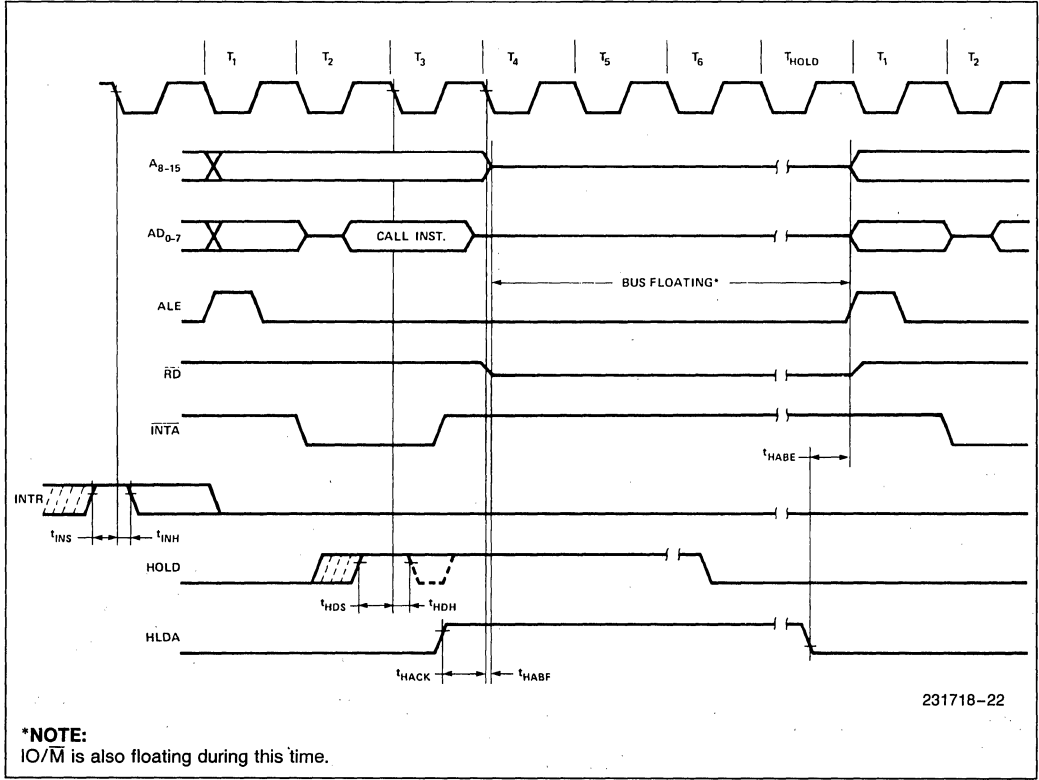 T1 T2 T3 T4 T5 T6 THOLD T1 T2
A8-15
AD0-7
CALL INST.
BUS FLOATING*
ALE
RD
INTA
tHABE
INTR
tINS
tINH
HOLD
tHDS
tHDH
HLDA
tHACK
tHABF
231718-22
*NOTE:
IO/M is also floating during this time.